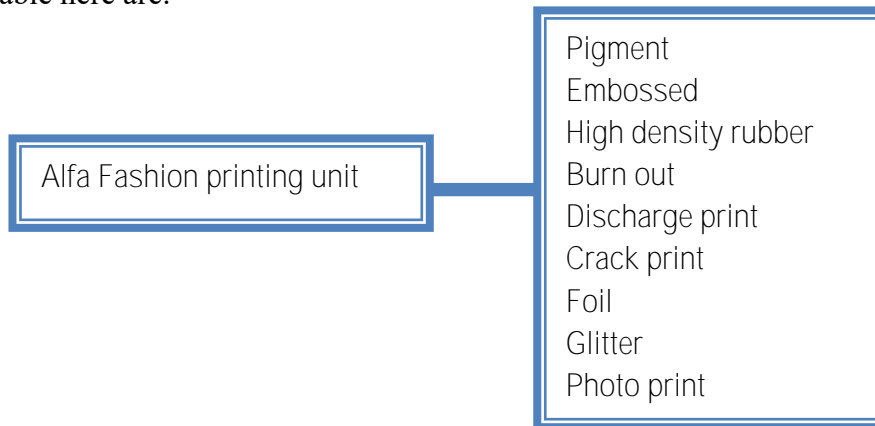 here are:
Alfa Fashion printing unit
Pigment
Embossed
High density rubber
Burn out
Discharge print
Crack print
Foil
Glitter
Photo print